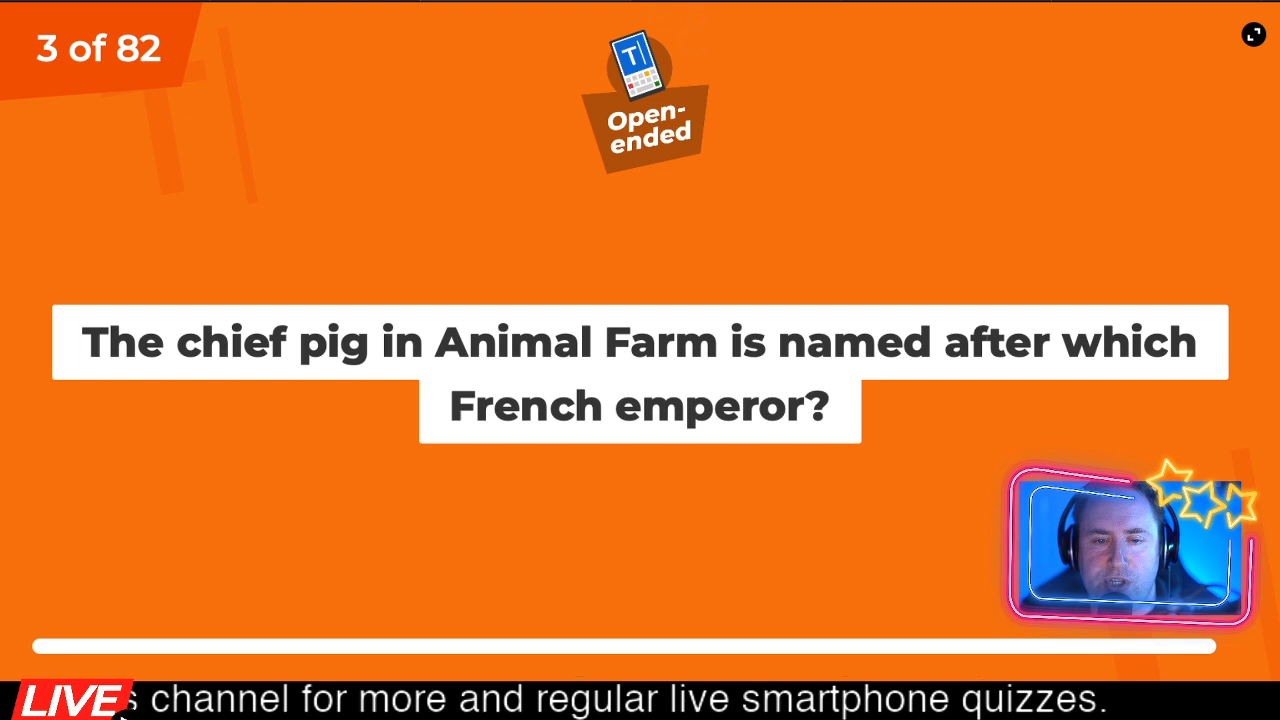 3 of 82
T
Open-
ended
The chief pig in Animal Farm is named after which
French emperor?
LIVE s channel for more and regular live smartphone quizzes.